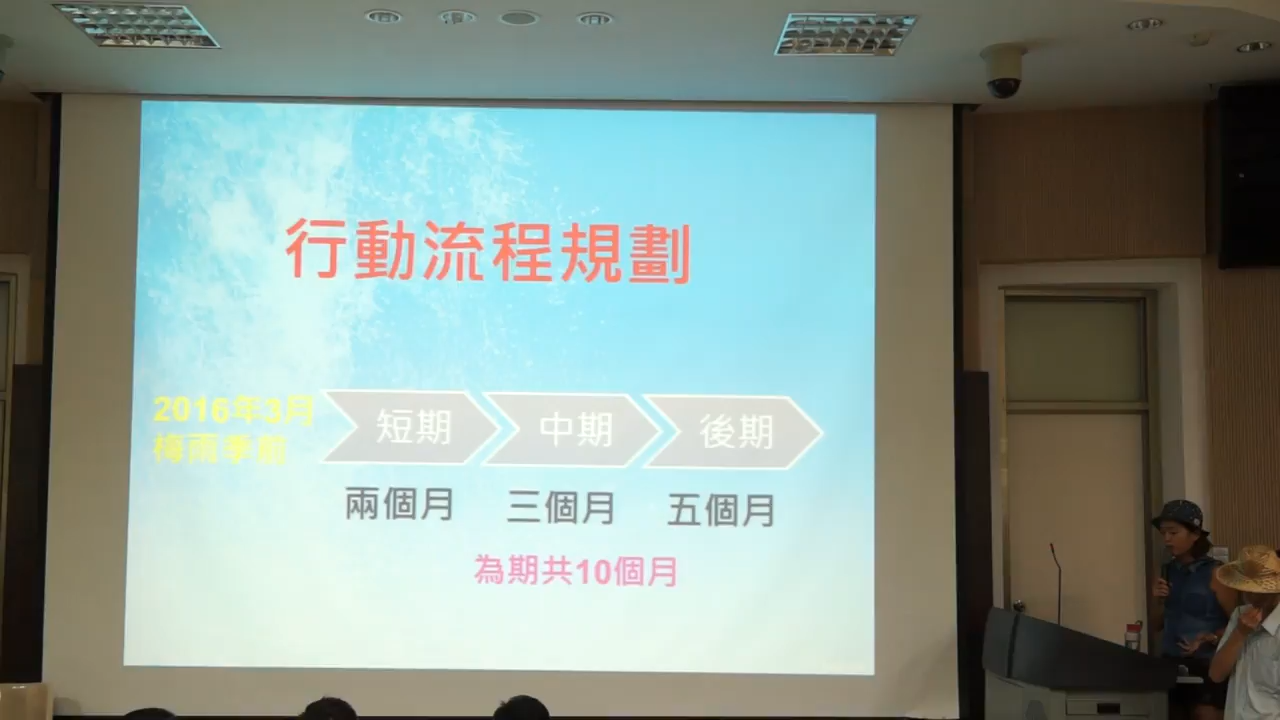 行動流程規劃
2016年3月
梅雨季前
短期
中期
後期
兩個月
三個月
五個月
為期共10個月